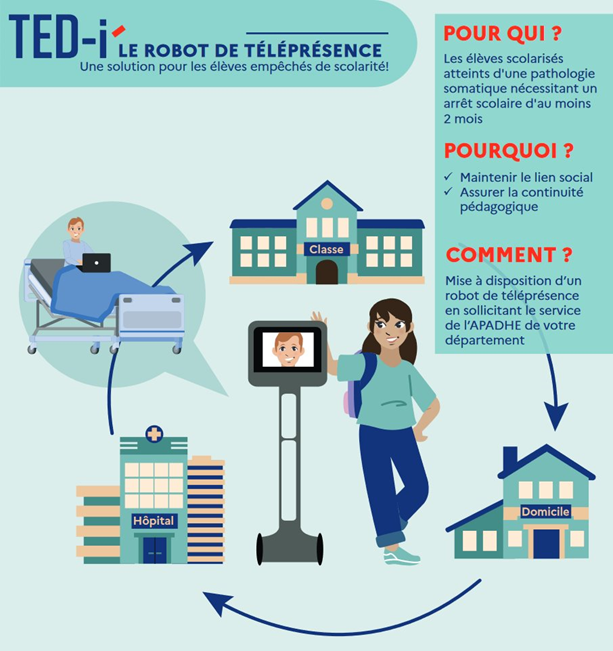 TED-i
LE ROBOT DE TÉLÉPRÉSENCE
Une solution pour les élèves empêchés de scolarité!
POUR QUI ?
Les élèves scolarisés
atteints d'une pathologie
somatique nécessitant un
arrêt scolaire d'au moins
2 mois
POURQUOI ?
✓ Maintenir le lien social
✓ Assurer la continuité
pédagogique
COMMENT ?
Mise à disposition d'un
robot de téléprésence
en sollicitant le service
de l'APADHE de votre
département
Classe
Hôpital
Domicile